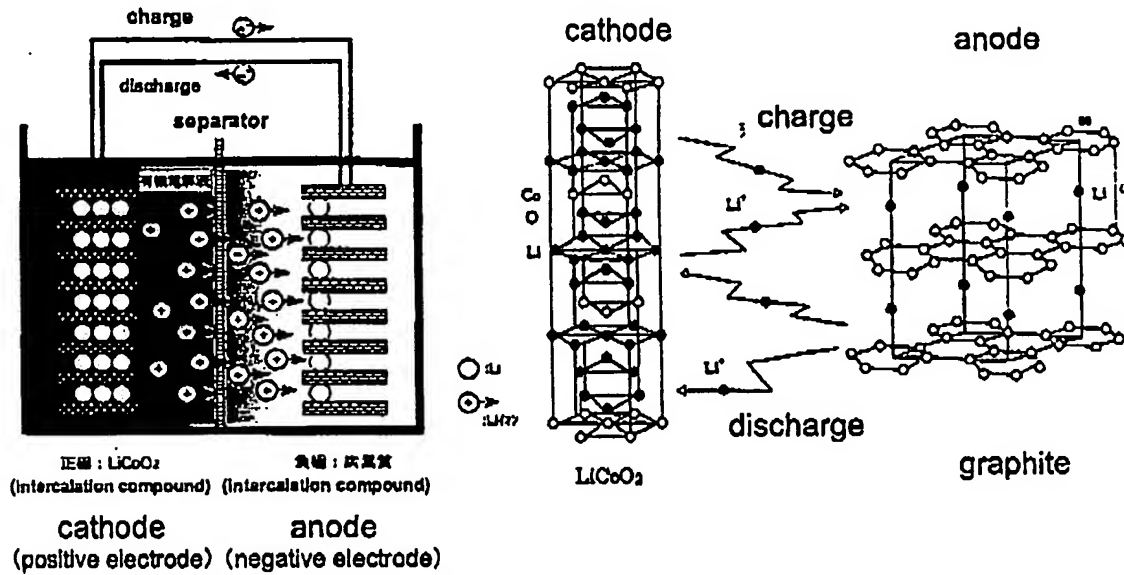 charge
discharge
separator
正極 : LiCoO₂
(intercalation compound)
(intercalation compound)
cathode
(positive electrode)
anode
(negative electrode)
cathode
anode
charge
Li⁺
Co
O
Li
Li
Li⁺
discharge
LiCoO₂
graphite